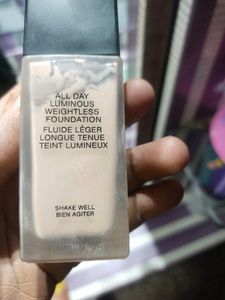 ALL DAY
LUMINOUS
WEIGHTLESS
FOUNDATION
FLUIDE LÉGER
LONGUE TENUE
TEINT LUMINEUX
SHAKE WELL
BIEN AGITER